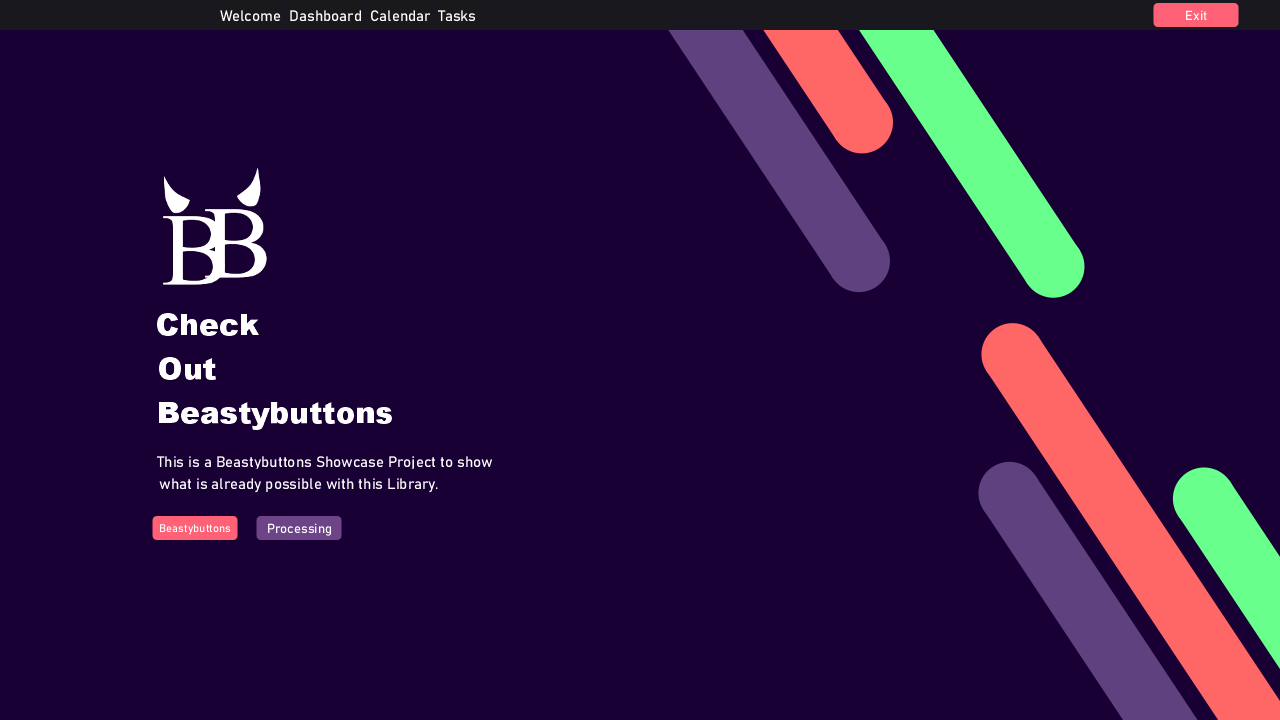 Welcome Dashboard Calendar Tasks
Exit
BB
Check
Out
Beastybuttons
This is a Beastybuttons Showcase Project to show
what is already possible with this Library.
Beastybuttons Processing